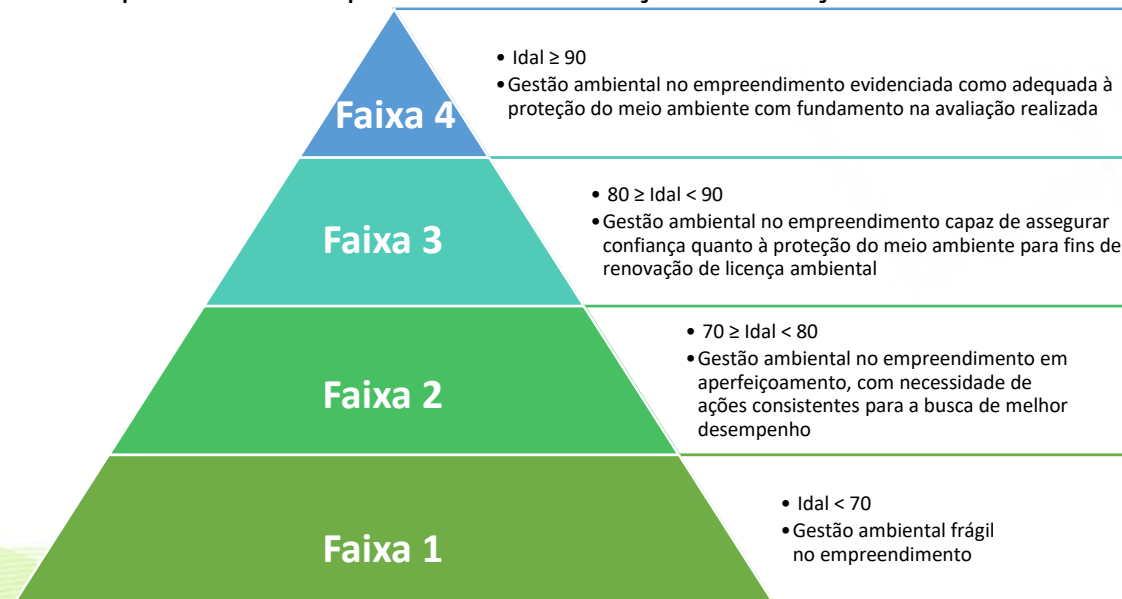 • Idal ≥ 90
•Gestão ambiental no empreendimento evidenciada como adequada à
proteção do meio ambiente com fundamento na avaliação realizada
Faixa 4
• 80 ≥ Idal < 90
•Gestão ambiental no empreendimento capaz de assegurar
confiança quanto à proteção do meio ambiente para fins de
renovação de licença ambiental
Faixa 3
• 70 ≥ Idal < 80
•Gestão ambiental no empreendimento em
aperfeiçoamento, com necessidade de
ações consistentes para a busca de melhor
desempenho
Faixa 2
• Idal < 70
•Gestão ambiental frágil
no empreendimento
Faixa 1